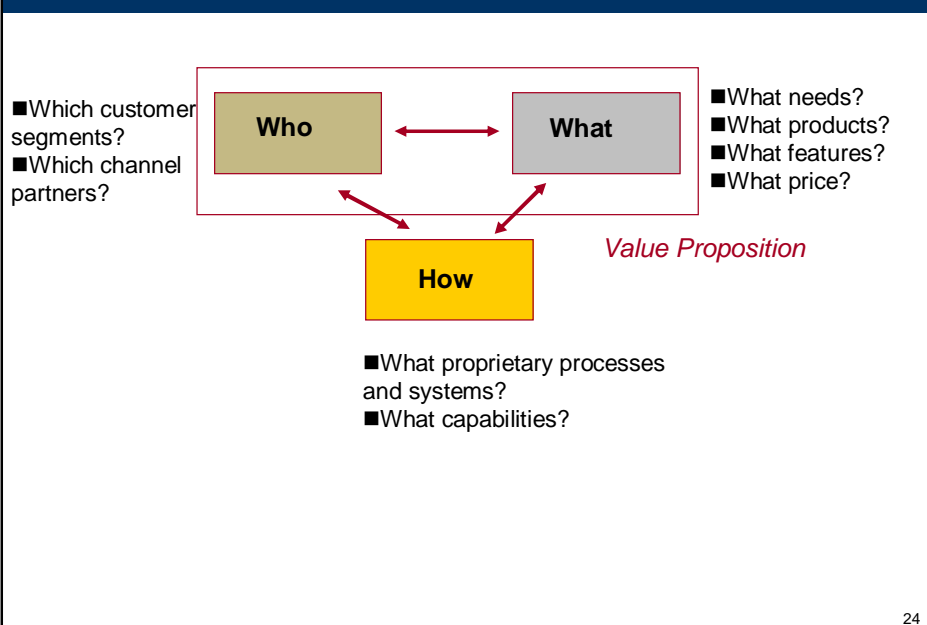 ■Which customer
segments?
■Which channel
partners?
Who
What
■What needs?
■What products?
■What features?
■What price?
Value Proposition
How
■What proprietary processes
and systems?
■What capabilities?
24